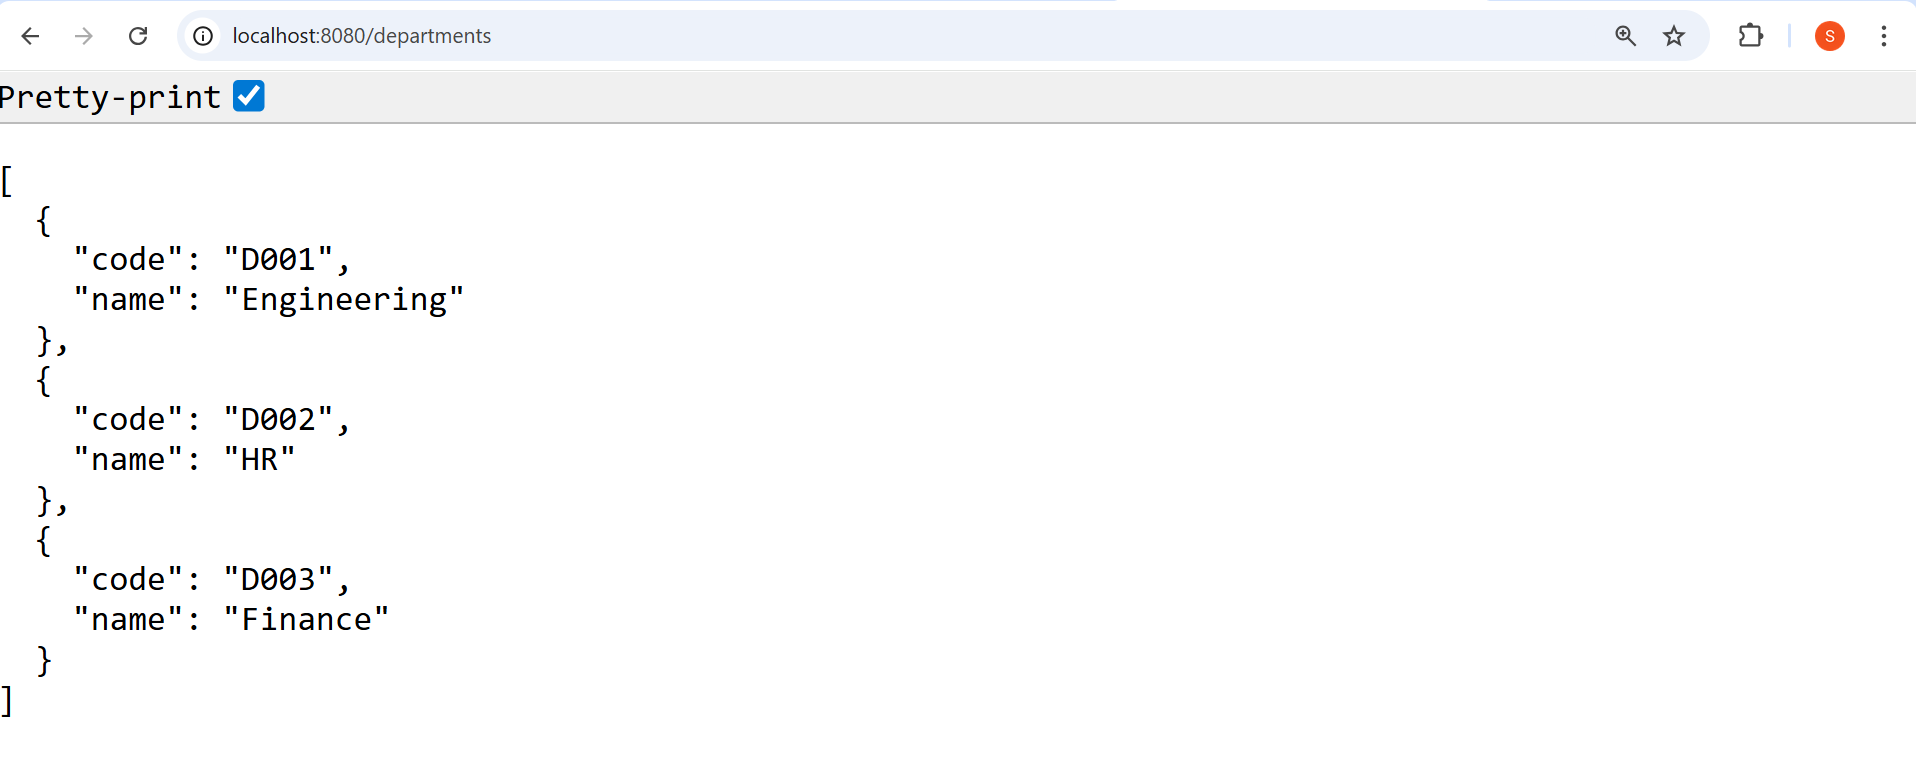 localhost:8080/departments
S
Pretty-print
[
  {
    "code": "D001",
    "name": "Engineering"
  },
  {
    "code": "D002",
    "name": "HR"
  },
  {
    "code": "D003",
    "name": "Finance"
  }
]